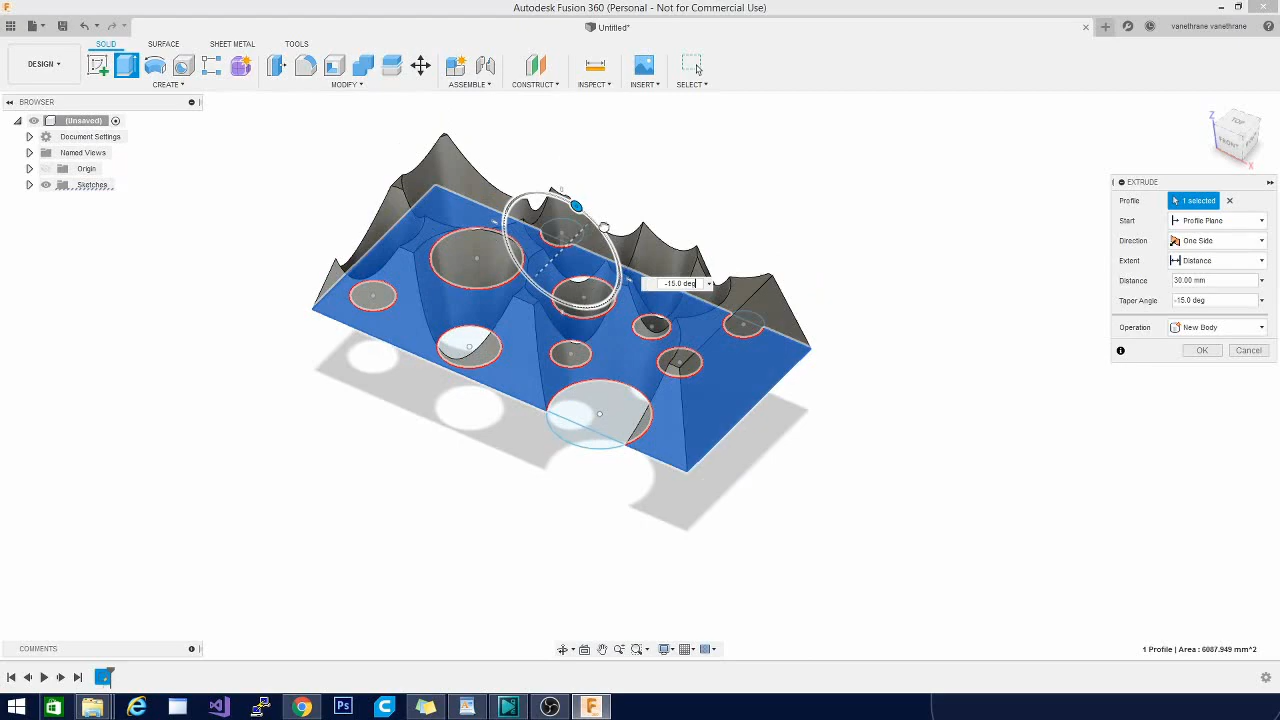 Autodesk Fusion 360 (Personal - Not for Commercial Use)
Untitled*
vanethrane vanethrane
SOLID SURFACE SHEET METAL TOOLS
DESIGN
CREATE MODIFY ASSEMBLE CONSTRUCT INSPECT INSERT SELECT
BROWSER
(Unsaved)
Document Settings
Named Views
Origin
Sketches
Z
TOP
FRONT
X
EXTRUDE
Profile 1 selected
Start Profile Plane
Direction One Side
Extent Distance
Distance 30.00 mm
Taper Angle -15.0 deg
Operation New Body
OK Cancel
-15.0 deg
COMMENTS
1 Profile | Area : 6087.949 mm^2
Ps